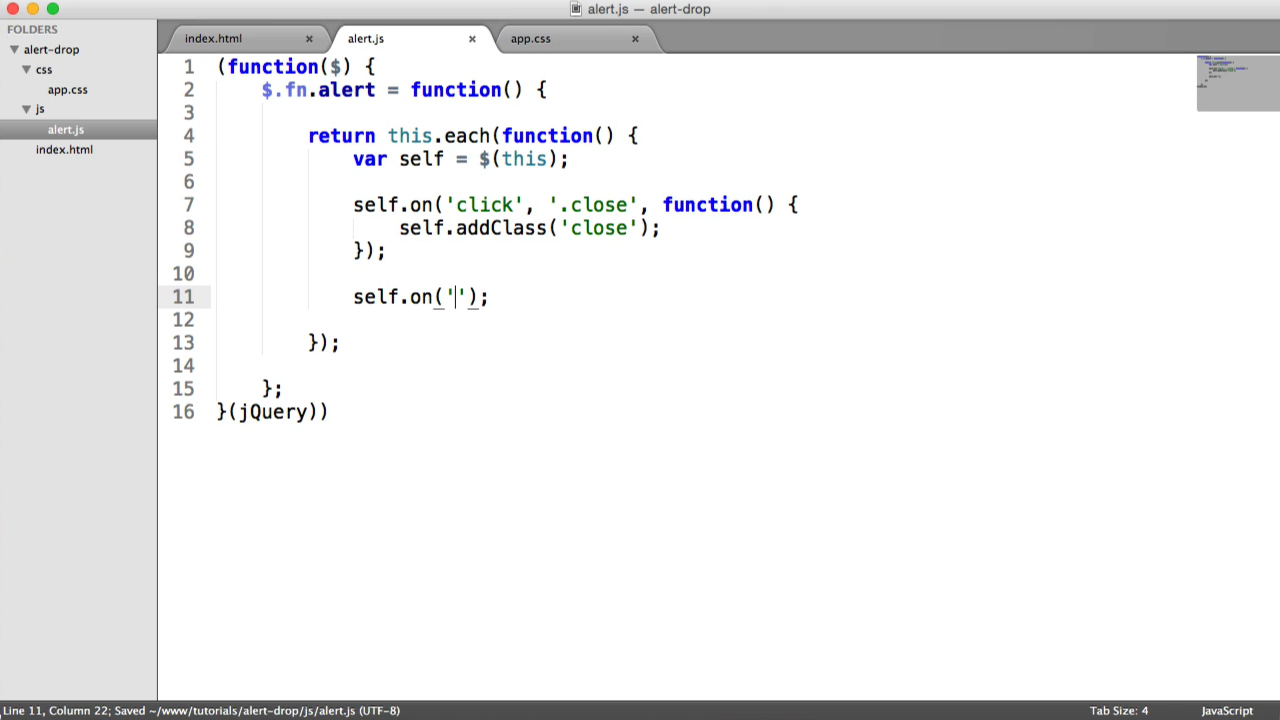 alert.js — alert-drop
FOLDERS
alert-drop
css
app.css
js
alert.js
index.html
index.html ×
alert.js ×
app.css ×
1 (function($) {
2     $.fn.alert = function() {
3
4         return this.each(function() {
5             var self = $(this);
6
7             self.on('click', '.close', function() {
8                 self.addClass('close');
9             });
10
11             self.on('');
12
13         });
14
15     };
16 }(jQuery))
Line 11, Column 22; Saved ~/www/tutorials/alert-drop/js/alert.js (UTF-8)
Tab Size: 4
JavaScript